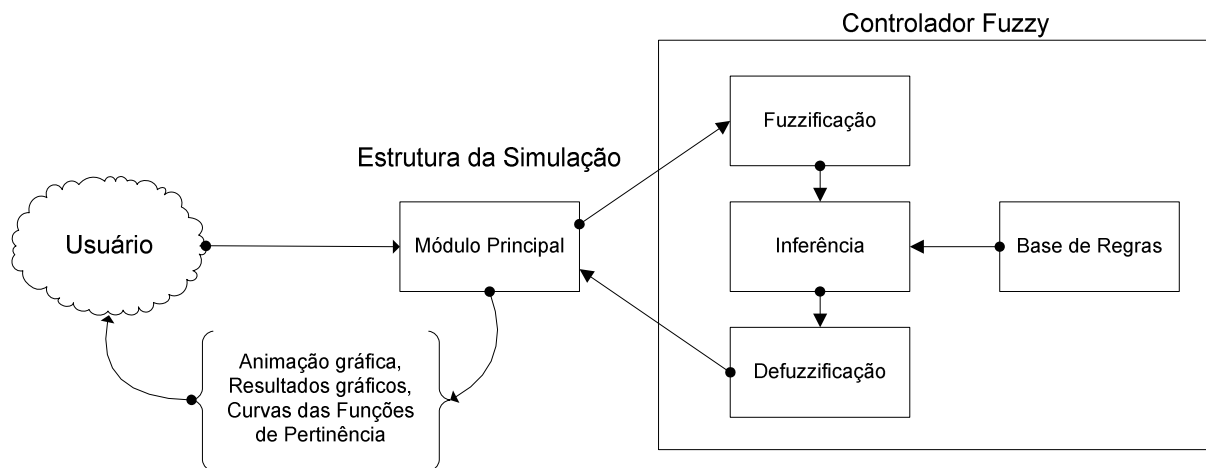 Controlador Fuzzy
Fuzzificação
Estrutura da Simulação
Usuário
Módulo Principal
Inferência
Base de Regras
Defuzzificação
Animação gráfica,
Resultados gráficos,
Curvas das Funções
de Pertinência